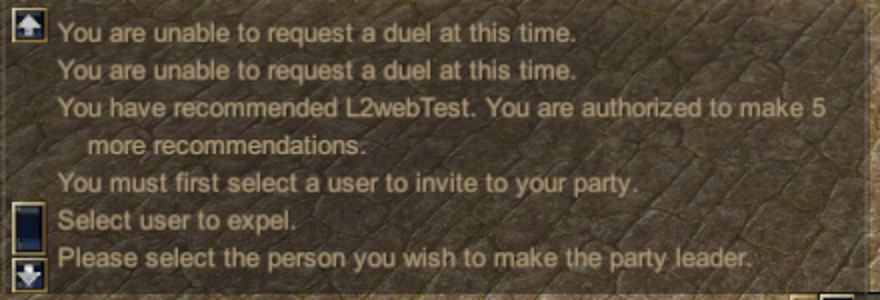 You are unable to request a duel at this time.
You are unable to request a duel at this time.
You have recommended L2webTest. You are authorized to make 5
more recommendations.
You must first select a user to invite to your party.
Select user to expel.
Please select the person you wish to make the party leader.